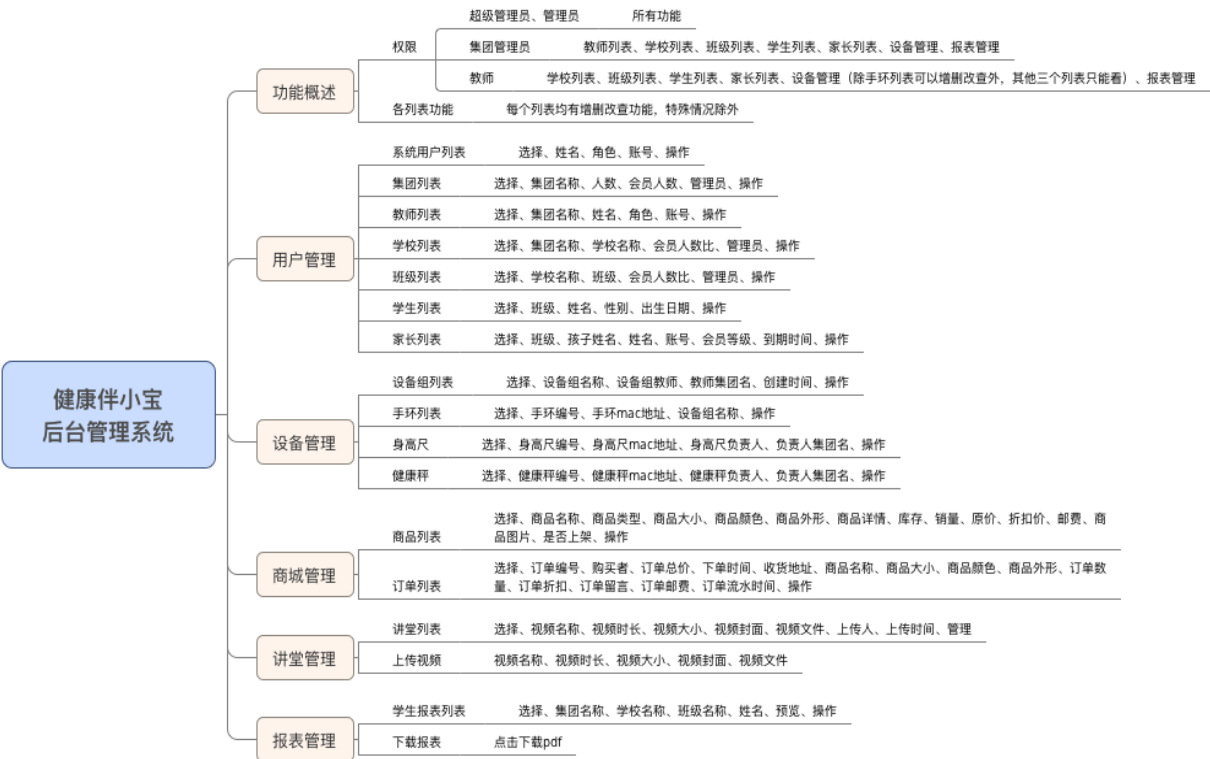 超级管理员、管理员 所有功能
权限 集团管理员 教师列表、学校列表、班级列表、学生列表、家长列表、设备管理、报表管理
教师 学校列表、班级列表、学生列表、家长列表、设备管理（除手环列表可以增删改查外，其他三个列表只能看）、报表管理
功能概述
各列表功能 每个列表均有增删改查功能，特殊情况除外
系统用户列表 选择、姓名、角色、账号、操作
集团列表 选择、集团名称、人数、会员人数、管理员、操作
教师列表 选择、集团名称、姓名、角色、账号、操作
学校列表 选择、集团名称、学校名称、会员人数比、管理员、操作
用户管理
班级列表 选择、学校名称、班级、会员人数比、管理员、操作
学生列表 选择、班级、姓名、性别、出生日期、操作
家长列表 选择、班级、孩子姓名、姓名、账号、会员等级、到期时间、操作
健康伴小宝
后台管理系统
设备组列表 选择、设备组名称、设备组教师、教师集团名、创建时间、操作
手环列表 选择、手环编号、手环mac地址、设备组名称、操作
设备管理
身高尺 选择、身高尺编号、身高尺mac地址、身高尺负责人、负责人集团名、操作
健康秤 选择、健康秤编号、健康秤mac地址、健康秤负责人、负责人集团名、操作
选择、商品名称、商品类型、商品大小、商品颜色、商品外形、商品详情、库存、销量、原价、折扣价、邮费、商
商品列表 品图片、是否上架、操作
商城管理
选择、订单编号、购买者、订单总价、下单时间、收货地址、商品名称、商品大小、商品颜色、商品外形、订单数
订单列表 量、订单折扣、订单留言、订单邮费、订单流水时间、操作
讲堂列表 选择、视频名称、视频时长、视频大小、视频封面、视频文件、上传人、上传时间、管理
讲堂管理
上传视频 视频名称、视频时长、视频大小、视频封面、视频文件
学生报表列表 选择、集团名称、学校名称、班级名称、姓名、预览、操作
报表管理
下载报表 点击下载pdf